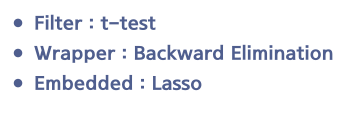 • Filter : t-test
• Wrapper : Backward Elimination
• Embedded : Lasso